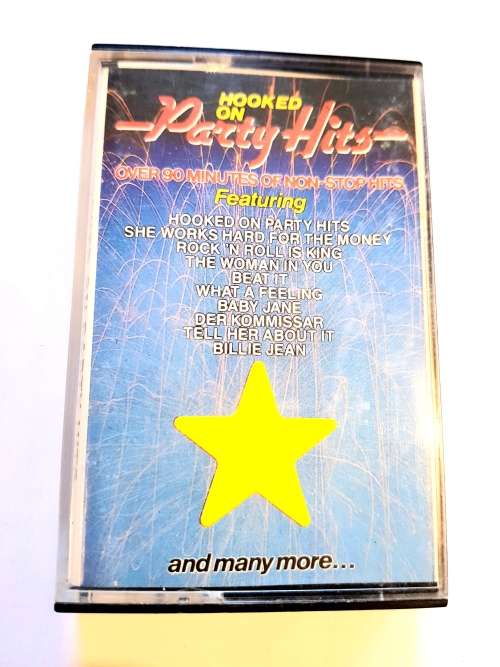 HOOKED
ON
Party Hits
OVER 90 MINUTES OF NON-STOP HITS
Featuring
HOOKED ON PARTY HITS
SHE WORKS HARD FOR THE MONEY
ROCK 'N ROLL IS KING
THE WOMAN IN YOU
BEAT IT
WHAT A FEELING
BABY JANE
DER KOMMISSAR
TELL HER ABOUT IT
BILLIE JEAN
and many more...